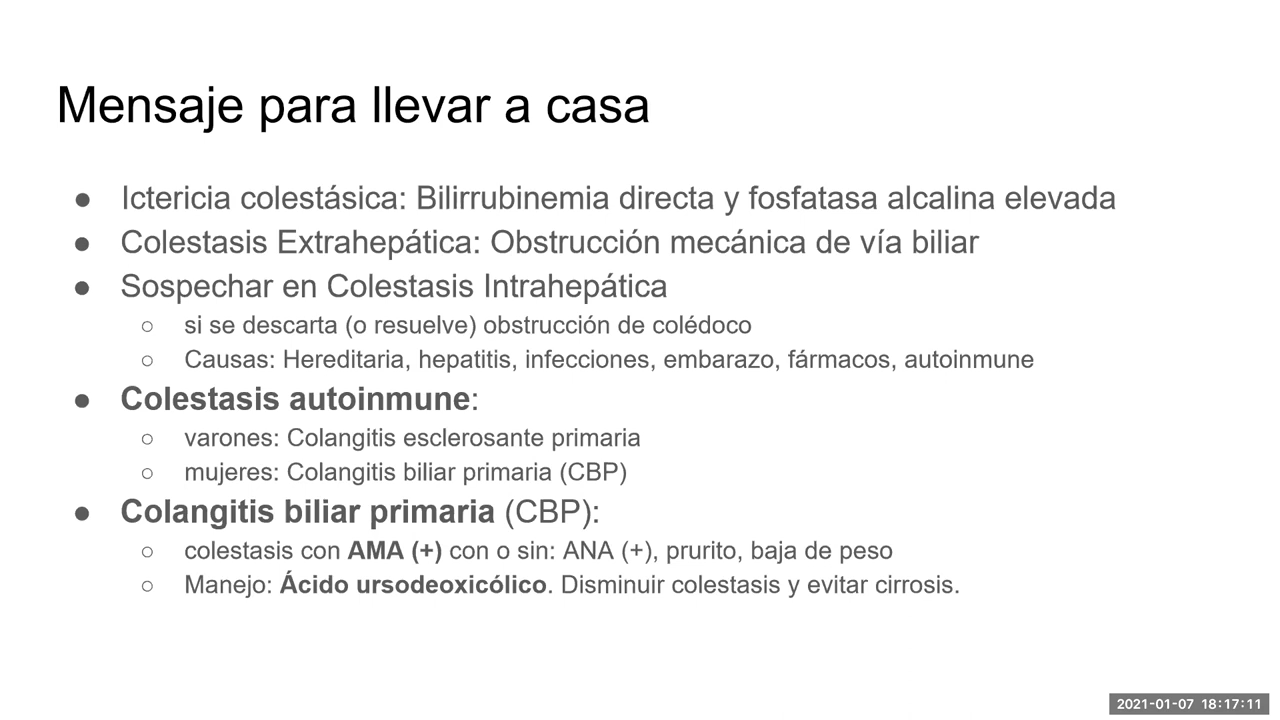 Mensaje para llevar a casa
● Ictericia colestásica: Bilirrubinemia directa y fosfatasa alcalina elevada
● Colestasis Extrahepática: Obstrucción mecánica de vía biliar
● Sospechar en Colestasis Intrahepática
○ si se descarta (o resuelve) obstrucción de colédoco
○ Causas: Hereditaria, hepatitis, infecciones, embarazo, fármacos, autoinmune
● Colestasis autoinmune:
○ varones: Colangitis esclerosante primaria
○ mujeres: Colangitis biliar primaria (CBP)
● Colangitis biliar primaria (CBP):
○ colestasis con AMA (+) con o sin: ANA (+), prurito, baja de peso
○ Manejo: Ácido ursodeoxicólico. Disminuir colestasis y evitar cirrosis.
2021-01-07 18:17:11